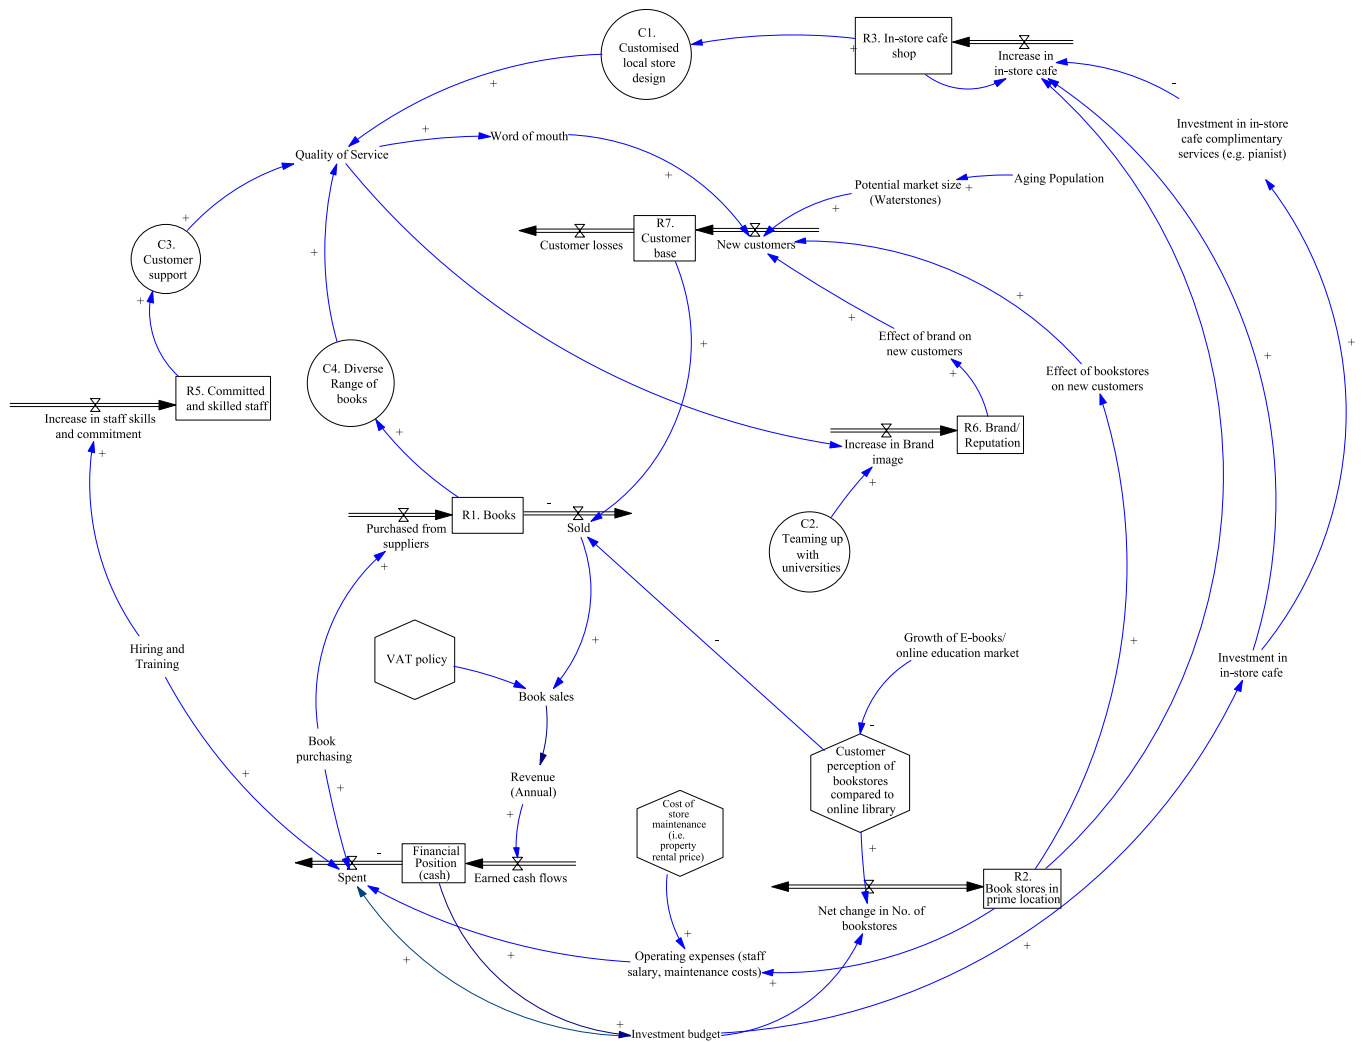 C1.
Customised
local store
design
R3. In-store cafe
shop
Increase in
in-store cafe
+
+
-
Investment in in-store
cafe complimentary
services (e.g. pianist)
Word of mouth
+
Quality of Service
+
Potential market size
(Waterstones)
+
Aging Population
+
C3.
Customer
support
+
+
+
R7.
Customer
base
Customer losses
New customers
+
Effect of brand on
new customers
+
+
+
+
+
Effect of bookstores
on new customers
C4. Diverse
Range of
books
R5. Committed
and skilled staff
Increase in staff skills
and commitment
+
+
R6. Brand/
Reputation
Increase in Brand
image
+
R1. Books
-
Sold
Purchased from
suppliers
+
C2.
Teaming up
with
universities
Hiring and
Training
VAT policy
+
-
Growth of E-books/
online education market
+
Investment in
in-store cafe
Book sales
-
Book
purchasing
Customer
perception of
bookstores
compared to
online library
Revenue
(Annual)
+
+
+
Cost of
store
maintenance
(i.e.
property
rental price)
-
Financial
Position
(cash)
Spent
Earned cash flows
+
R2.
Book stores in
prime location
Net change in No. of
bookstores
+
+
+
+
Operating expenses (staff
salary, maintenance costs)
+
+
Investment budget